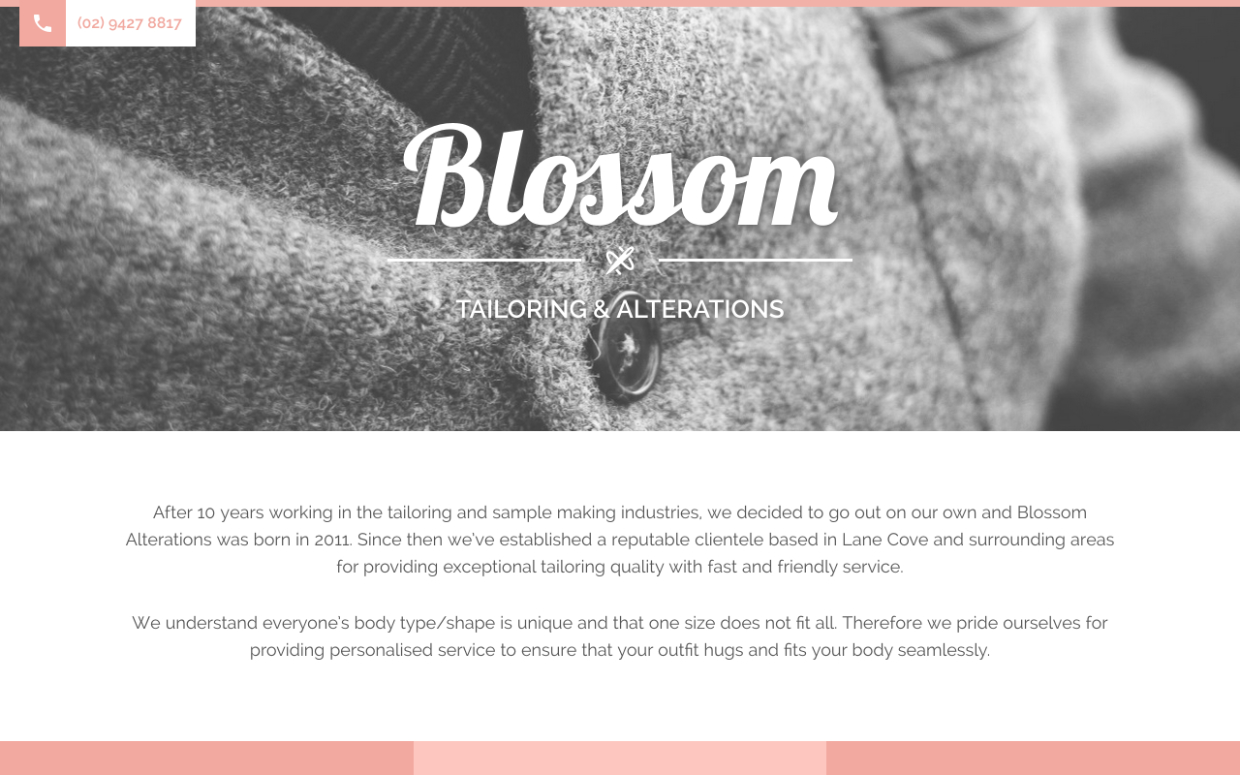 (02) 9427 8817
Blossom
TAILORING & ALTERATIONS
After 10 years working in the tailoring and sample making industries, we decided to go out on our own and Blossom
Alterations was born in 2011. Since then we've established a reputable clientele based in Lane Cove and surrounding areas
for providing exceptional tailoring quality with fast and friendly service.
We understand everyone's body type/shape is unique and that one size does not fit all. Therefore we pride ourselves for
providing personalised service to ensure that your outfit hugs and fits your body seamlessly.